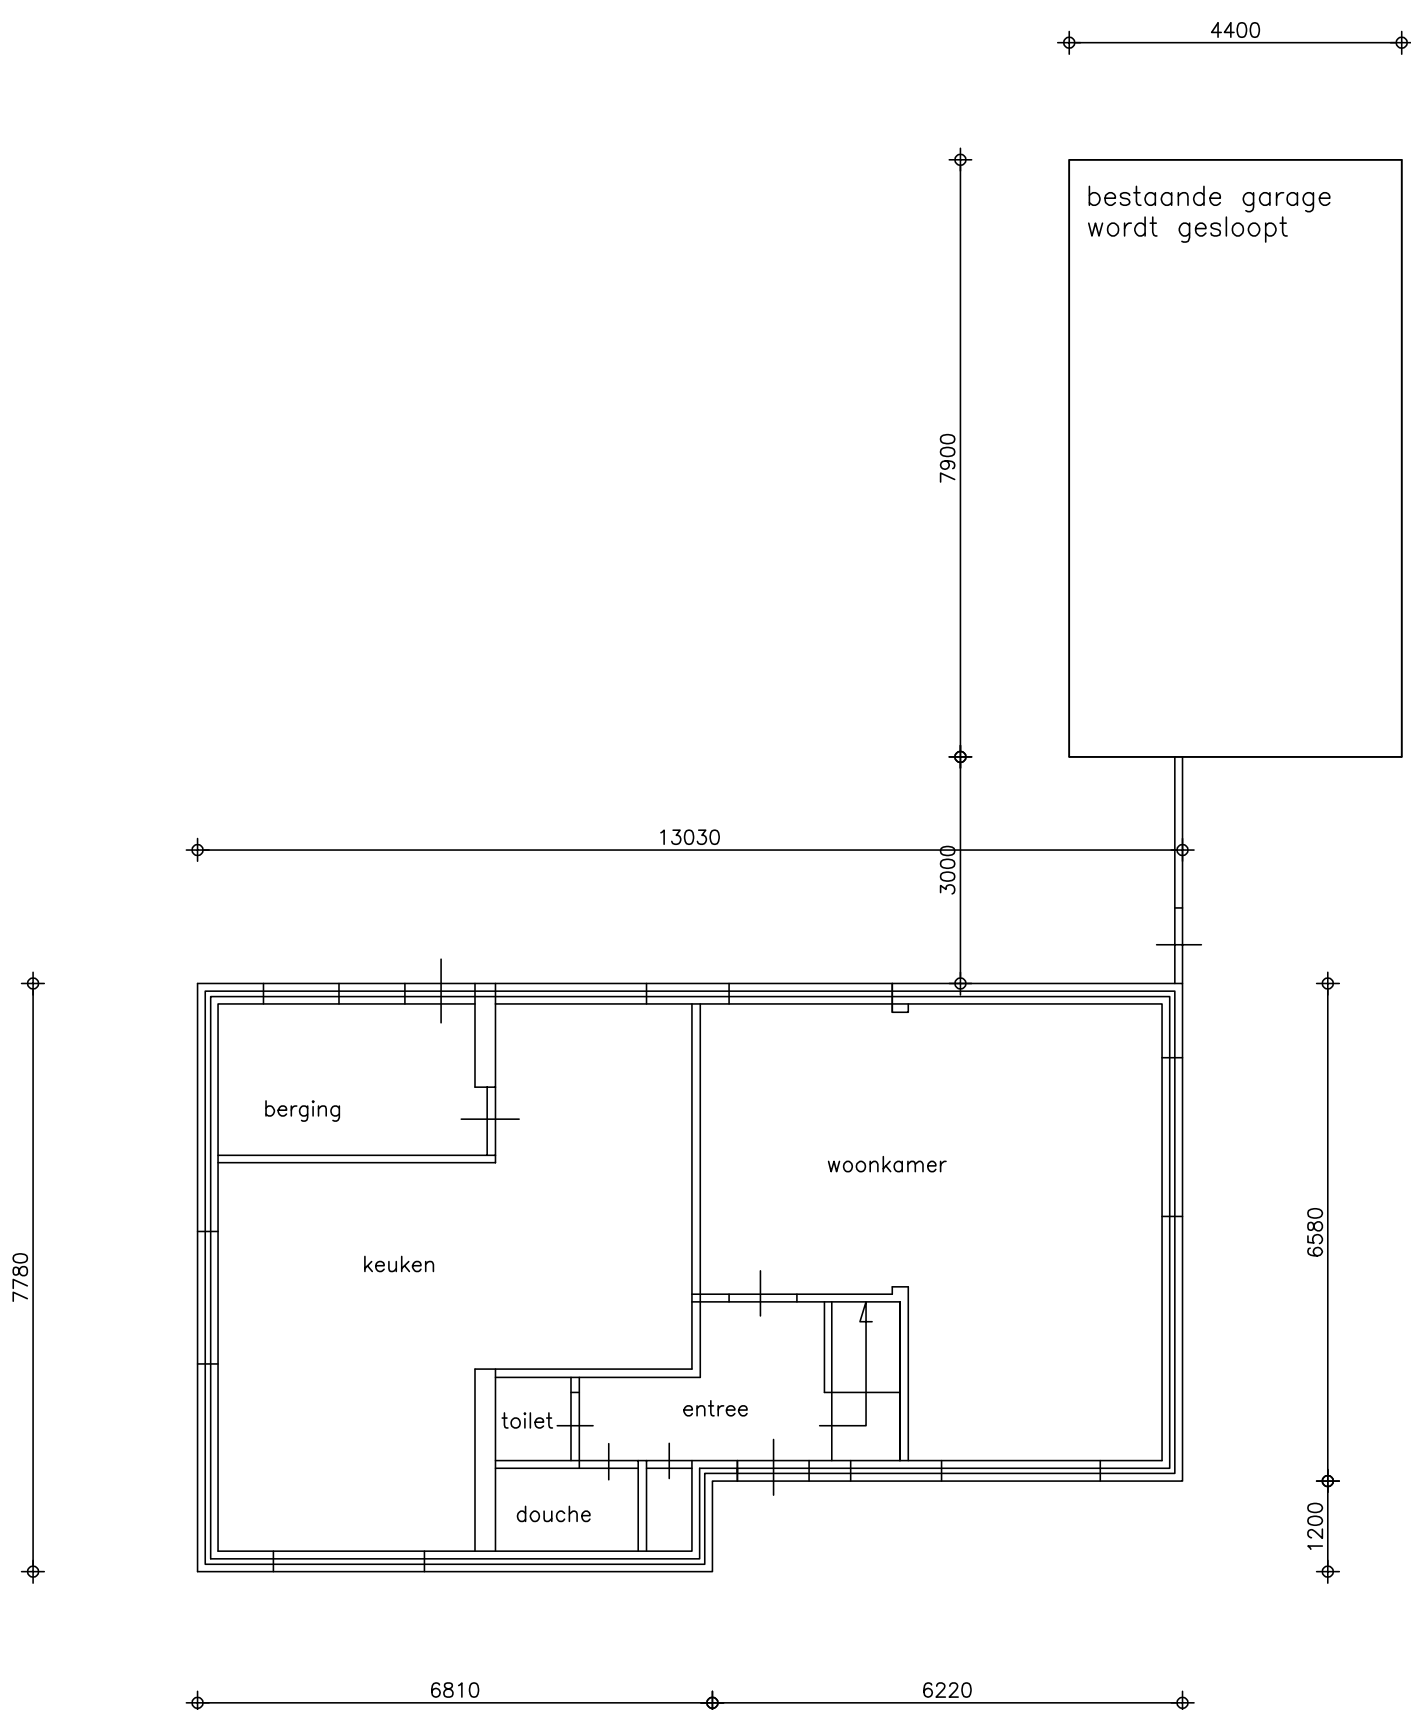 4400
bestaande garage
wordt gesloopt
7900
13030
3000
berging
woonkamer
6580
7780
keuken
entree
toilet
douche
1200
6810
6220